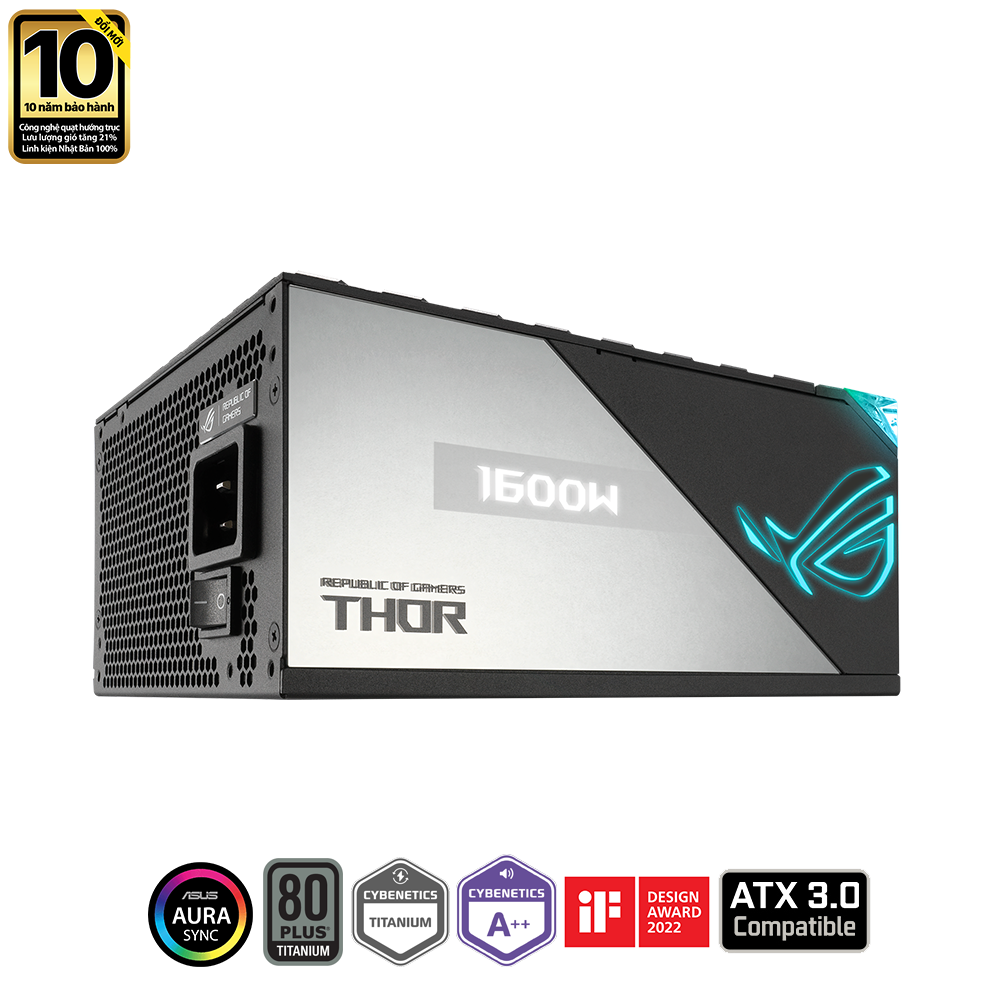 ĐỔI MỚI
10
10 năm bảo hành
Công nghệ quạt hướng trục
Lưu lượng gió tăng 21%
Linh kiện Nhật Bản 100%
REPUBLIC OF
GAMERS
1600W
REPUBLIC OF GAMERS
THOR
ASUS
AURA
SYNC
80
PLUS®
TITANIUM
CYBENETICS
TITANIUM
CYBENETICS
A++
iF
DESIGN
AWARD
2022
ATX 3.0
Compatible